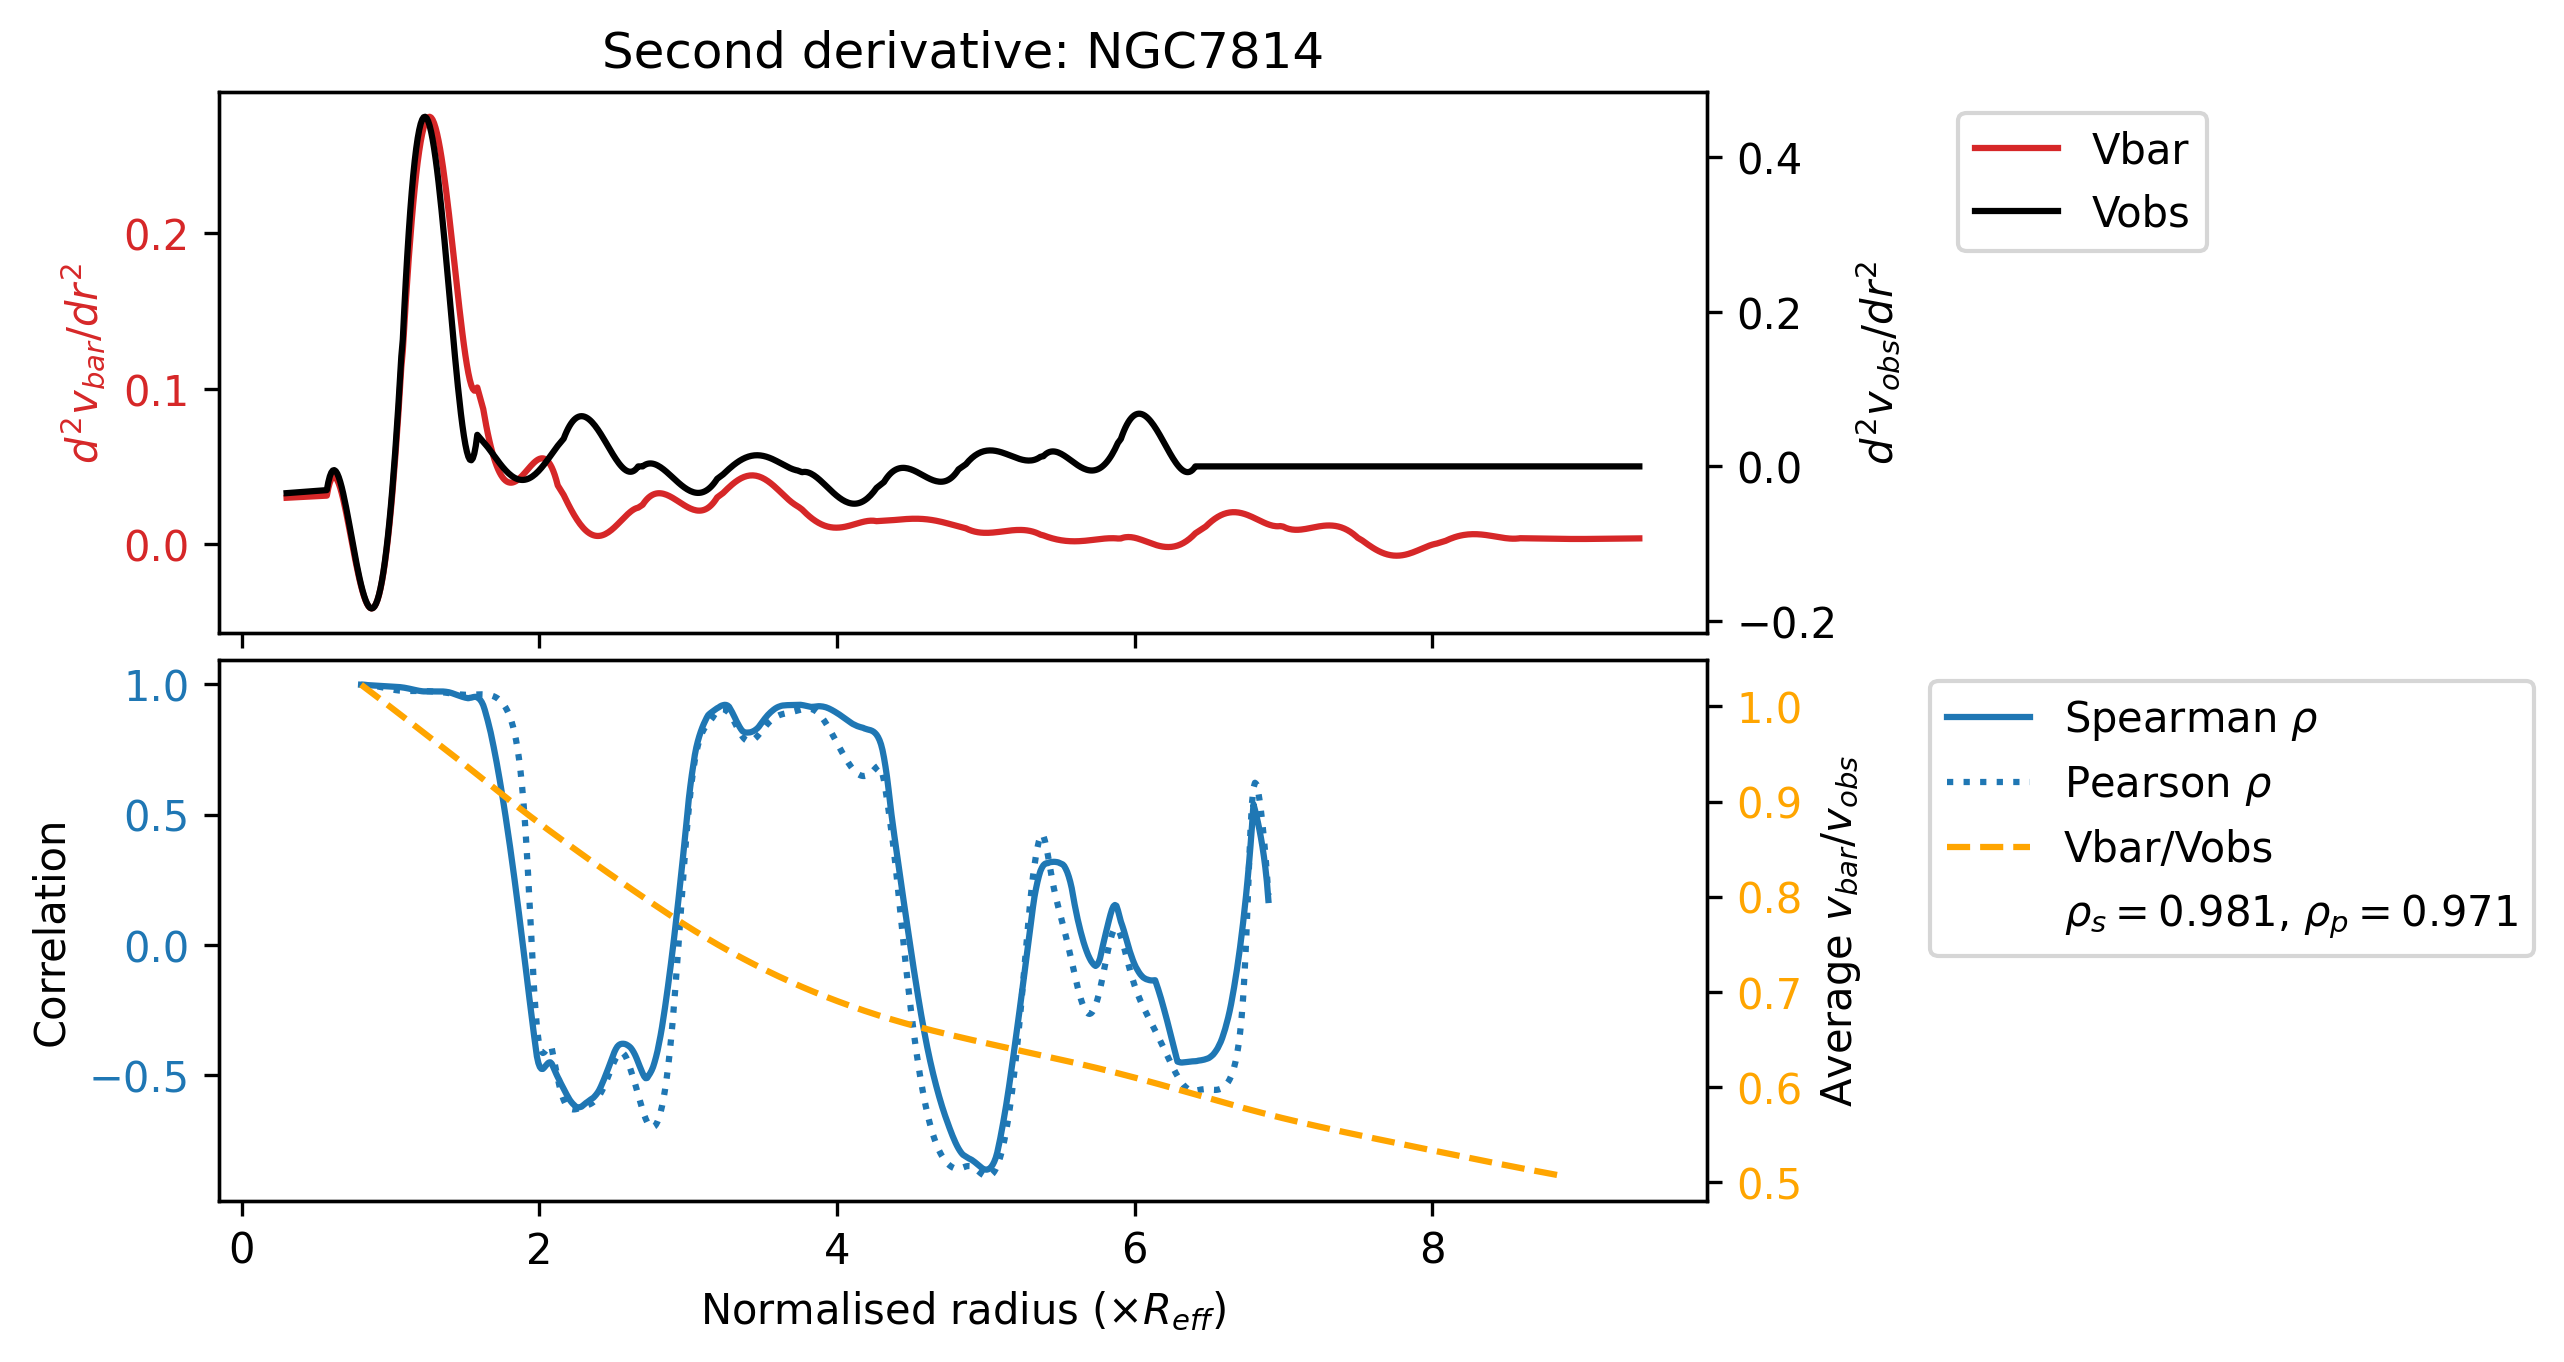 Second derivative: NGC7814
d²v_bar/dr²
0.2
0.1
0.0
0.4
0.2
0.0
−0.2
d²v_obs/dr²
Vbar
Vobs
Correlation
1.0
0.5
0.0
−0.5
1.0
0.9
0.8
0.7
0.6
0.5
Average v_bar/v_obs
Spearman ρ
Pearson ρ
Vbar/Vobs
ρ_s = 0.981, ρ_p = 0.971
0 2 4 6 8
Normalised radius (×R_eff)